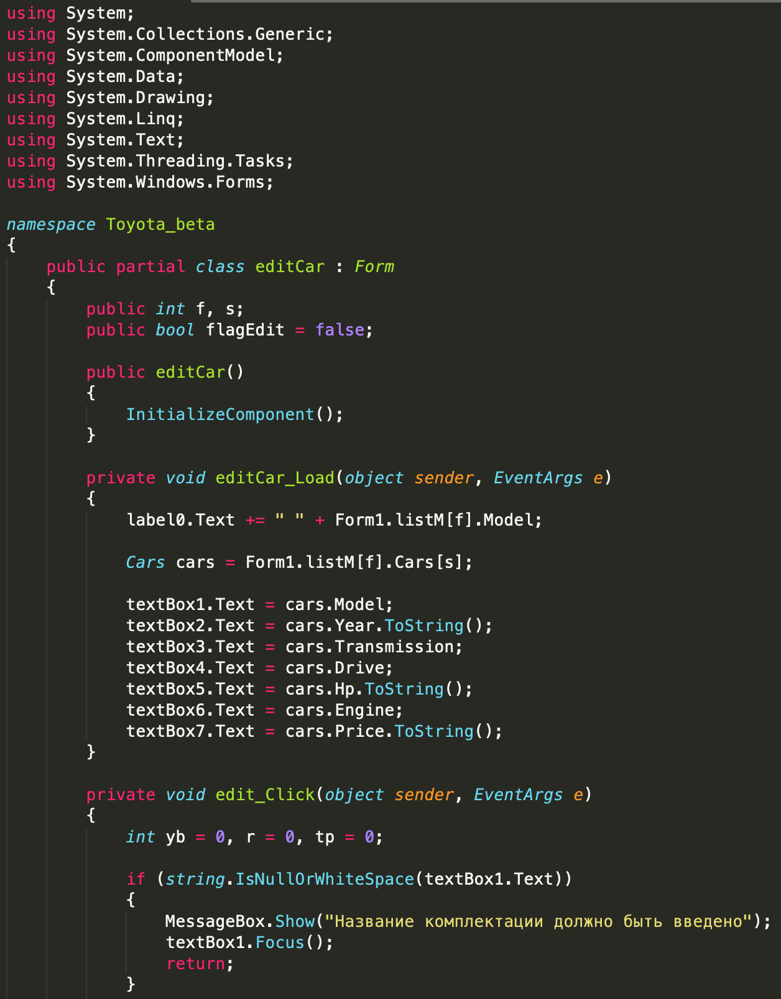 using System;
using System.Collections.Generic;
using System.ComponentModel;
using System.Data;
using System.Drawing;
using System.Linq;
using System.Text;
using System.Threading.Tasks;
using System.Windows.Forms;

namespace Toyota_beta
{
    public partial class editCar : Form
    {
        public int f, s;
        public bool flagEdit = false;

        public editCar()
        {
            InitializeComponent();
        }

        private void editCar_Load(object sender, EventArgs e)
        {
            label0.Text += " " + Form1.listM[f].Model;

            Cars cars = Form1.listM[f].Cars[s];

            textBox1.Text = cars.Model;
            textBox2.Text = cars.Year.ToString();
            textBox3.Text = cars.Transmission;
            textBox4.Text = cars.Drive;
            textBox5.Text = cars.Hp.ToString();
            textBox6.Text = cars.Engine;
            textBox7.Text = cars.Price.ToString();
        }

        private void edit_Click(object sender, EventArgs e)
        {
            int yb = 0, r = 0, tp = 0;

            if (string.IsNullOrWhiteSpace(textBox1.Text))
            {
                MessageBox.Show("Название комплектации должно быть введено");
                textBox1.Focus();
                return;
            }